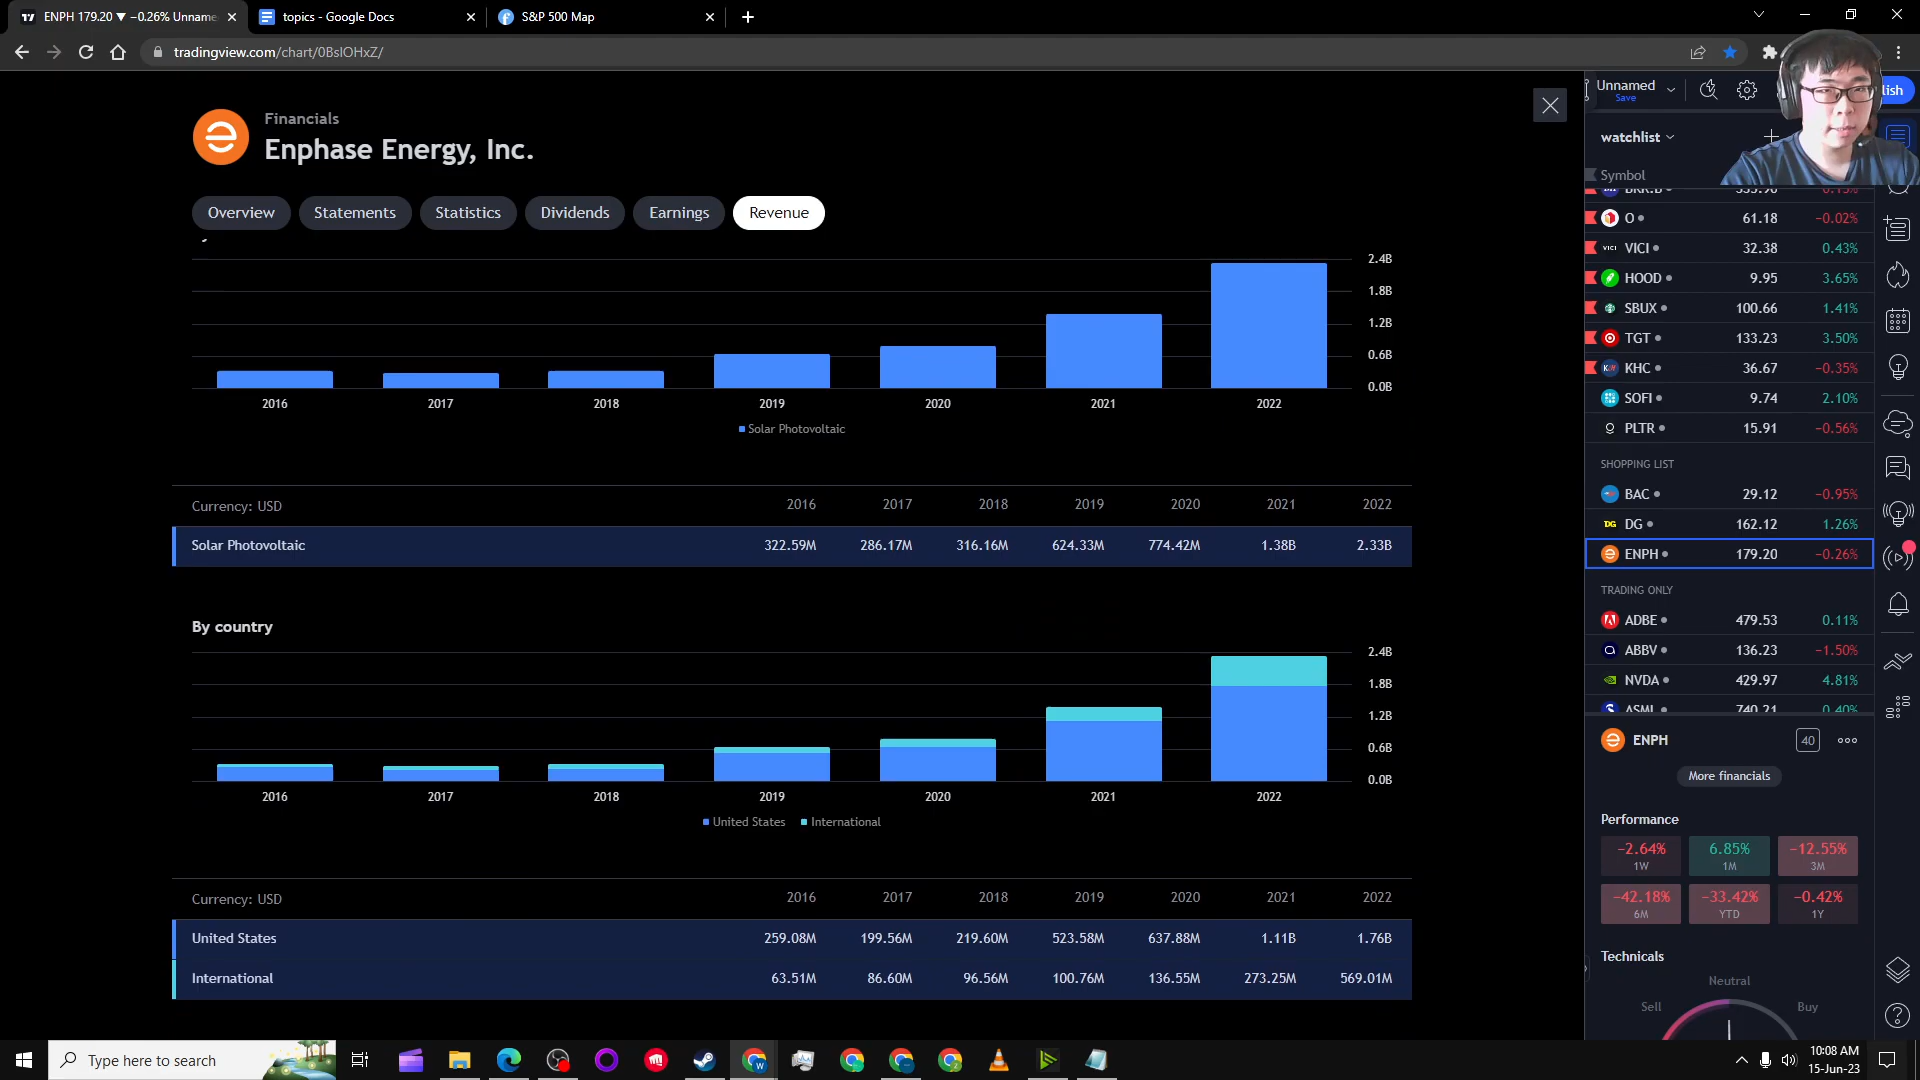 ENPH 179.20 ▼ −0.26% Unname
topics - Google Docs
S&P 500 Map
tradingview.com/chart/0BslOHxZ/
Financials
Enphase Energy, Inc.
Overview
Statements
Statistics
Dividends
Earnings
Revenue
2.4B
1.8B
1.2B
0.6B
0.0B
2016 2017 2018 2019 2020 2021 2022
Solar Photovoltaic
Currency: USD 2016 2017 2018 2019 2020 2021 2022
Solar Photovoltaic 322.59M 286.17M 316.16M 624.33M 774.42M 1.38B 2.33B
By country
2.4B
1.8B
1.2B
0.6B
0.0B
2016 2017 2018 2019 2020 2021 2022
United States International
Currency: USD 2016 2017 2018 2019 2020 2021 2022
United States 259.08M 199.56M 219.60M 523.58M 637.88M 1.11B 1.76B
International 63.51M 86.60M 96.56M 100.76M 136.55M 273.25M 569.01M
Unnamed
Save
lish
watchlist
Symbol
O 61.18 −0.02%
VICI VICI 32.38 0.43%
HOOD 9.95 3.65%
SBUX 100.66 1.41%
TGT 133.23 3.50%
KHC 36.67 −0.35%
SOFI 9.74 2.10%
PLTR 15.91 −0.56%
SHOPPING LIST
BAC 29.12 −0.95%
DG DG 162.12 1.26%
ENPH 179.20 −0.26%
TRADING ONLY
ADBE 479.53 0.11%
ABBV 136.23 −1.50%
NVDA 429.97 4.81%
ASML 740.21 0.40%
ENPH
40
More financials
Performance
−2.64% 6.85% −12.55%
1W 1M 3M
−42.18% −33.42% −0.42%
6M YTD 1Y
Technicals
Neutral
Sell Buy
Type here to search
10:08 AM
15-Jun-23